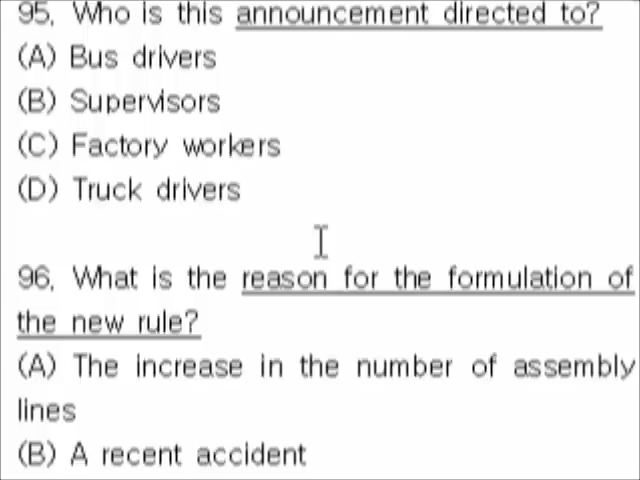 95. Who is this announcement directed to?
(A) Bus drivers
(B) Supervisors
(C) Factory workers
(D) Truck drivers
96. What is the reason for the formulation of
the new rule?
(A) The increase in the number of assembly
lines
(B) A recent accident